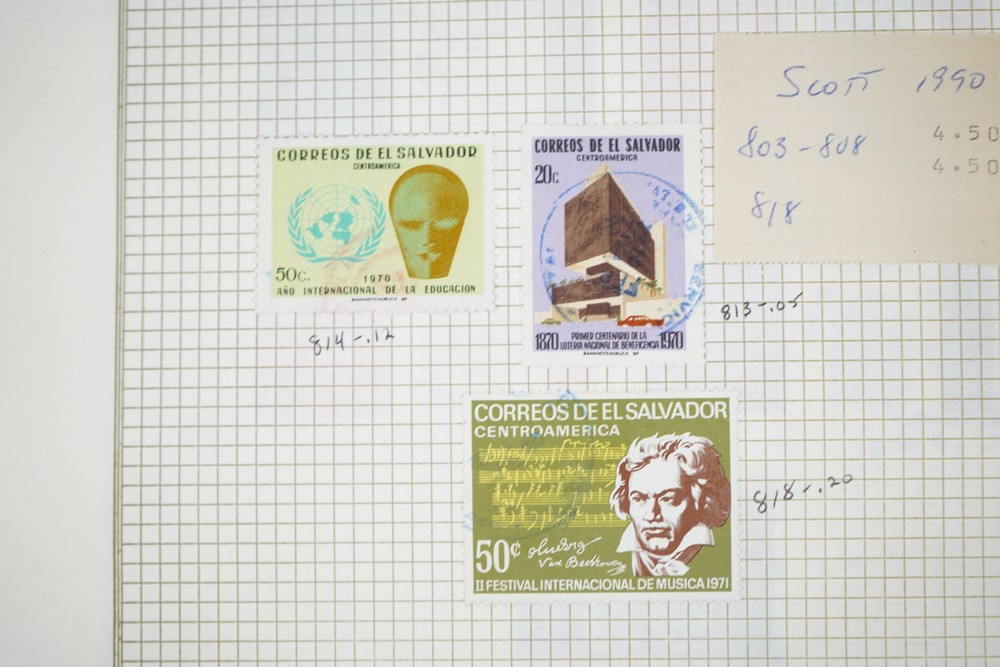 Scott 1990
803-808 4.50
4.50
818
CORREOS DE EL SALVADOR
CENTROAMERICA
50c.
1970
AÑO INTERNACIONAL DE LA EDUCACION
814-.12
CORREOS DE EL SALVADOR
CENTROAMERICA
20c.
1870 PRIMER CENTENARIO DE LA 1970
LOTERIA NACIONAL DE BENEFICENCIA
SERVIC
813-.05
CORREOS DE EL SALVADOR
CENTROAMERICA
50¢ Ludwig
Van Beethoven
II FESTIVAL INTERNACIONAL DE MUSICA 1971
818-.20